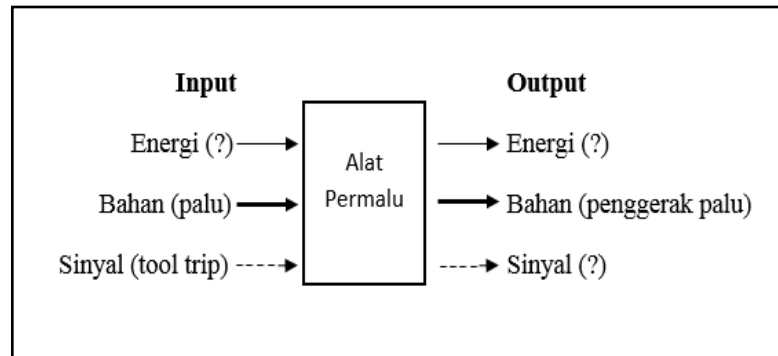 Input
Output
Energi (?)
Alat
Permalu
Energi (?)
Bahan (palu)
Bahan (penggerak palu)
Sinyal (tool trip)
Sinyal (?)